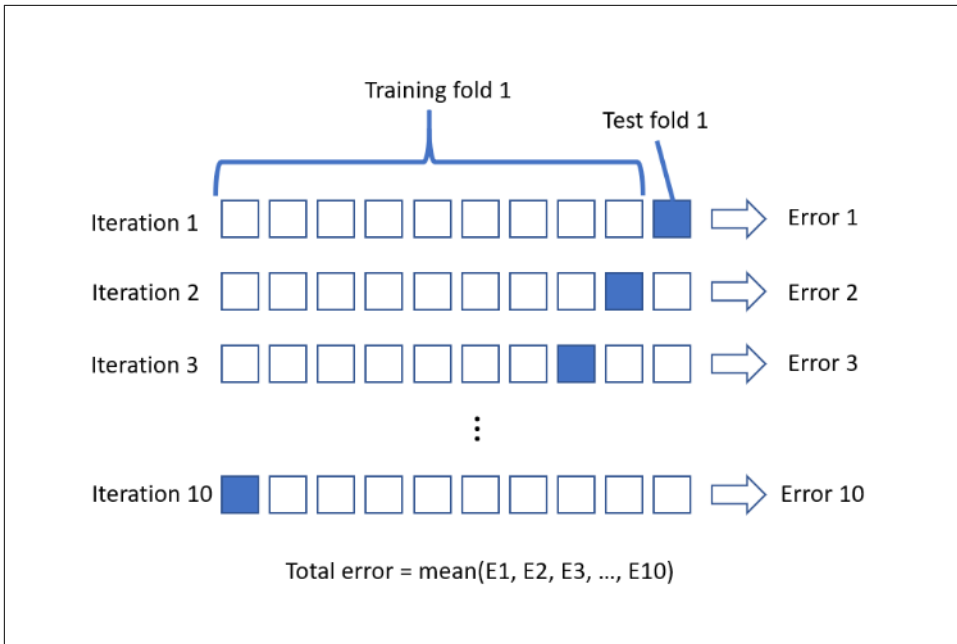 Training fold 1
Test fold 1
Iteration 1
Error 1
Iteration 2
Error 2
Iteration 3
Error 3
⋮
Iteration 10
Error 10
Total error = mean(E1, E2, E3, ..., E10)